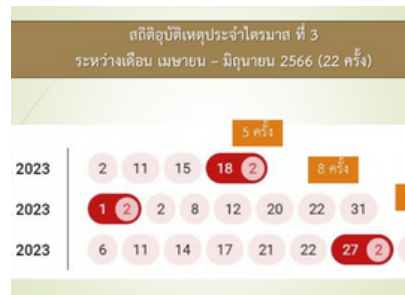 สถิติอุบัติเหตุประจำไตรมาส ที่ 3
ระหว่างเดือน เมษายน – มิถุนายน 2566 (22 ครั้ง)
5 ครั้ง
2023 2 11 15 18 2
8 ครั้ง
2023 1 2 2 8 12 20 22 31
2023 6 11 14 17 21 22 27 2